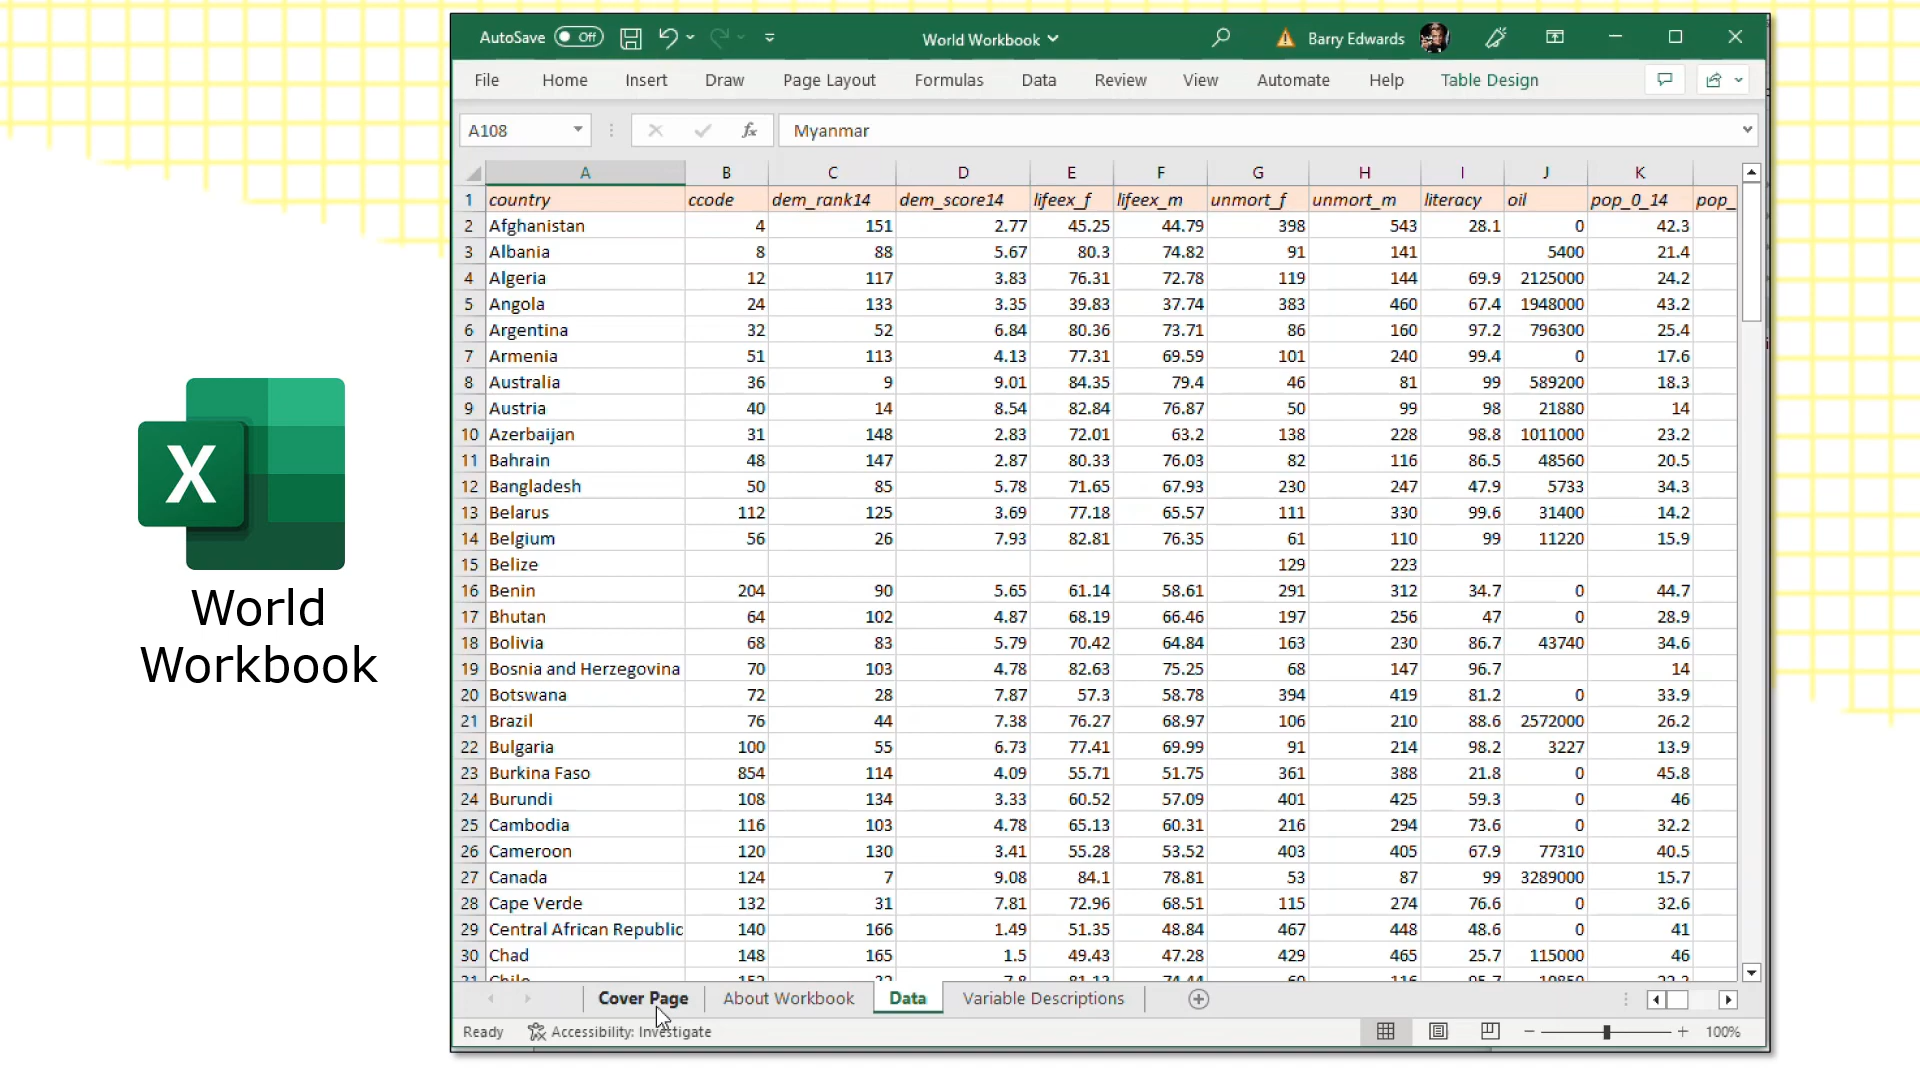 AutoSave Off World Workbook Barry Edwards
File Home Insert Draw Page Layout Formulas Data Review View Automate Help Table Design
A108 fx Myanmar
A B C D E F G H I J K
1 country ccode dem_rank14 dem_score14 lifeex_f lifeex_m unmort_f unmort_m literacy oil pop_0_14 pop_
2 Afghanistan 4 151 2.77 45.25 44.79 398 543 28.1 0 42.3
3 Albania 8 88 5.67 80.3 74.82 91 141 5400 21.4
4 Algeria 12 117 3.83 76.31 72.78 119 144 69.9 2125000 24.2
5 Angola 24 133 3.35 39.83 37.74 383 460 67.4 1948000 43.2
6 Argentina 32 52 6.84 80.36 73.71 86 160 97.2 796300 25.4
7 Armenia 51 113 4.13 77.31 69.59 101 240 99.4 0 17.6
8 Australia 36 9 9.01 84.35 79.4 46 81 99 589200 18.3
9 Austria 40 14 8.54 82.84 76.87 50 99 98 21880 14
10 Azerbaijan 31 148 2.83 72.01 63.2 138 228 98.8 1011000 23.2
11 Bahrain 48 147 2.87 80.33 76.03 82 116 86.5 48560 20.5
12 Bangladesh 50 85 5.78 71.65 67.93 230 247 47.9 5733 34.3
13 Belarus 112 125 3.69 77.18 65.57 111 330 99.6 31400 14.2
14 Belgium 56 26 7.93 82.81 76.35 61 110 99 11220 15.9
15 Belize 129 223
16 Benin 204 90 5.65 61.14 58.61 291 312 34.7 0 44.7
17 Bhutan 64 102 4.87 68.19 66.46 197 256 47 0 28.9
18 Bolivia 68 83 5.79 70.42 64.84 163 230 86.7 43740 34.6
19 Bosnia and Herzegovina 70 103 4.78 82.63 75.25 68 147 96.7 14
20 Botswana 72 28 7.87 57.3 58.78 394 419 81.2 0 33.9
21 Brazil 76 44 7.38 76.27 68.97 106 210 88.6 2572000 26.2
22 Bulgaria 100 55 6.73 77.41 69.99 91 214 98.2 3227 13.9
23 Burkina Faso 854 114 4.09 55.71 51.75 361 388 21.8 0 45.8
24 Burundi 108 134 3.33 60.52 57.09 401 425 59.3 0 46
25 Cambodia 116 103 4.78 65.13 60.31 216 294 73.6 0 32.2
26 Cameroon 120 130 3.41 55.28 53.52 403 405 67.9 77310 40.5
27 Canada 124 7 9.08 84.1 78.81 53 87 99 3289000 15.7
28 Cape Verde 132 31 7.81 72.96 68.51 115 274 76.6 0 32.6
29 Central African Republic 140 166 1.49 51.35 48.84 467 448 48.6 0 41
30 Chad 148 165 1.5 49.43 47.28 429 465 25.7 115000 46
Cover Page About Workbook Data Variable Descriptions
Ready Accessibility: Investigate 100%
X
World
Workbook